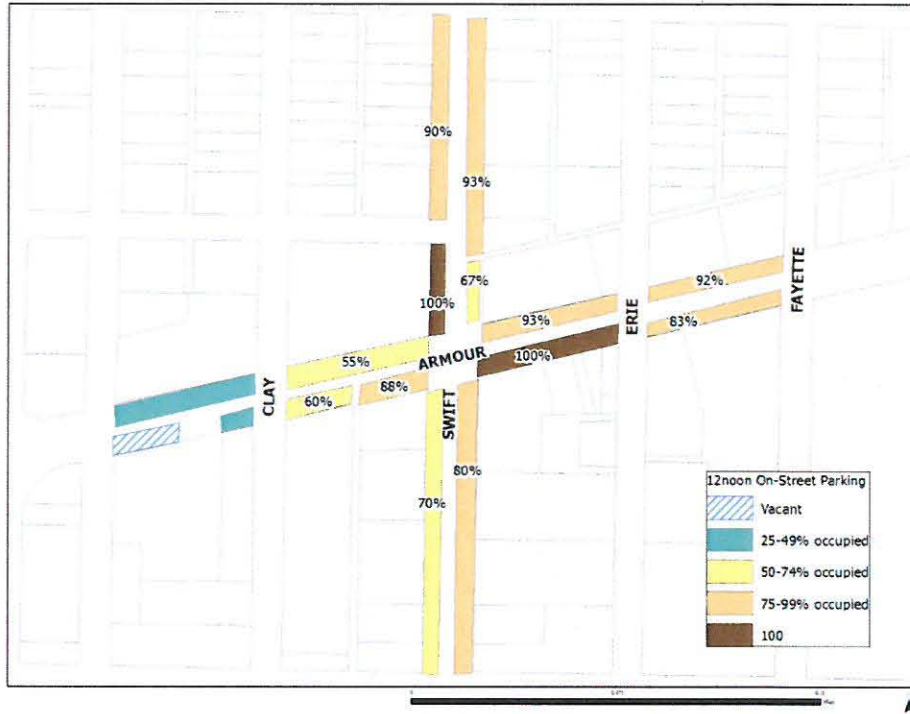 90%
93%
67%
100%
92%
FAYETTE
ERIE
93%
83%
ARMOUR
100%
55%
88%
60%
CLAY
SWIFT
80%
70%
12noon On-Street Parking
Vacant
25-49% occupied
50-74% occupied
75-99% occupied
100